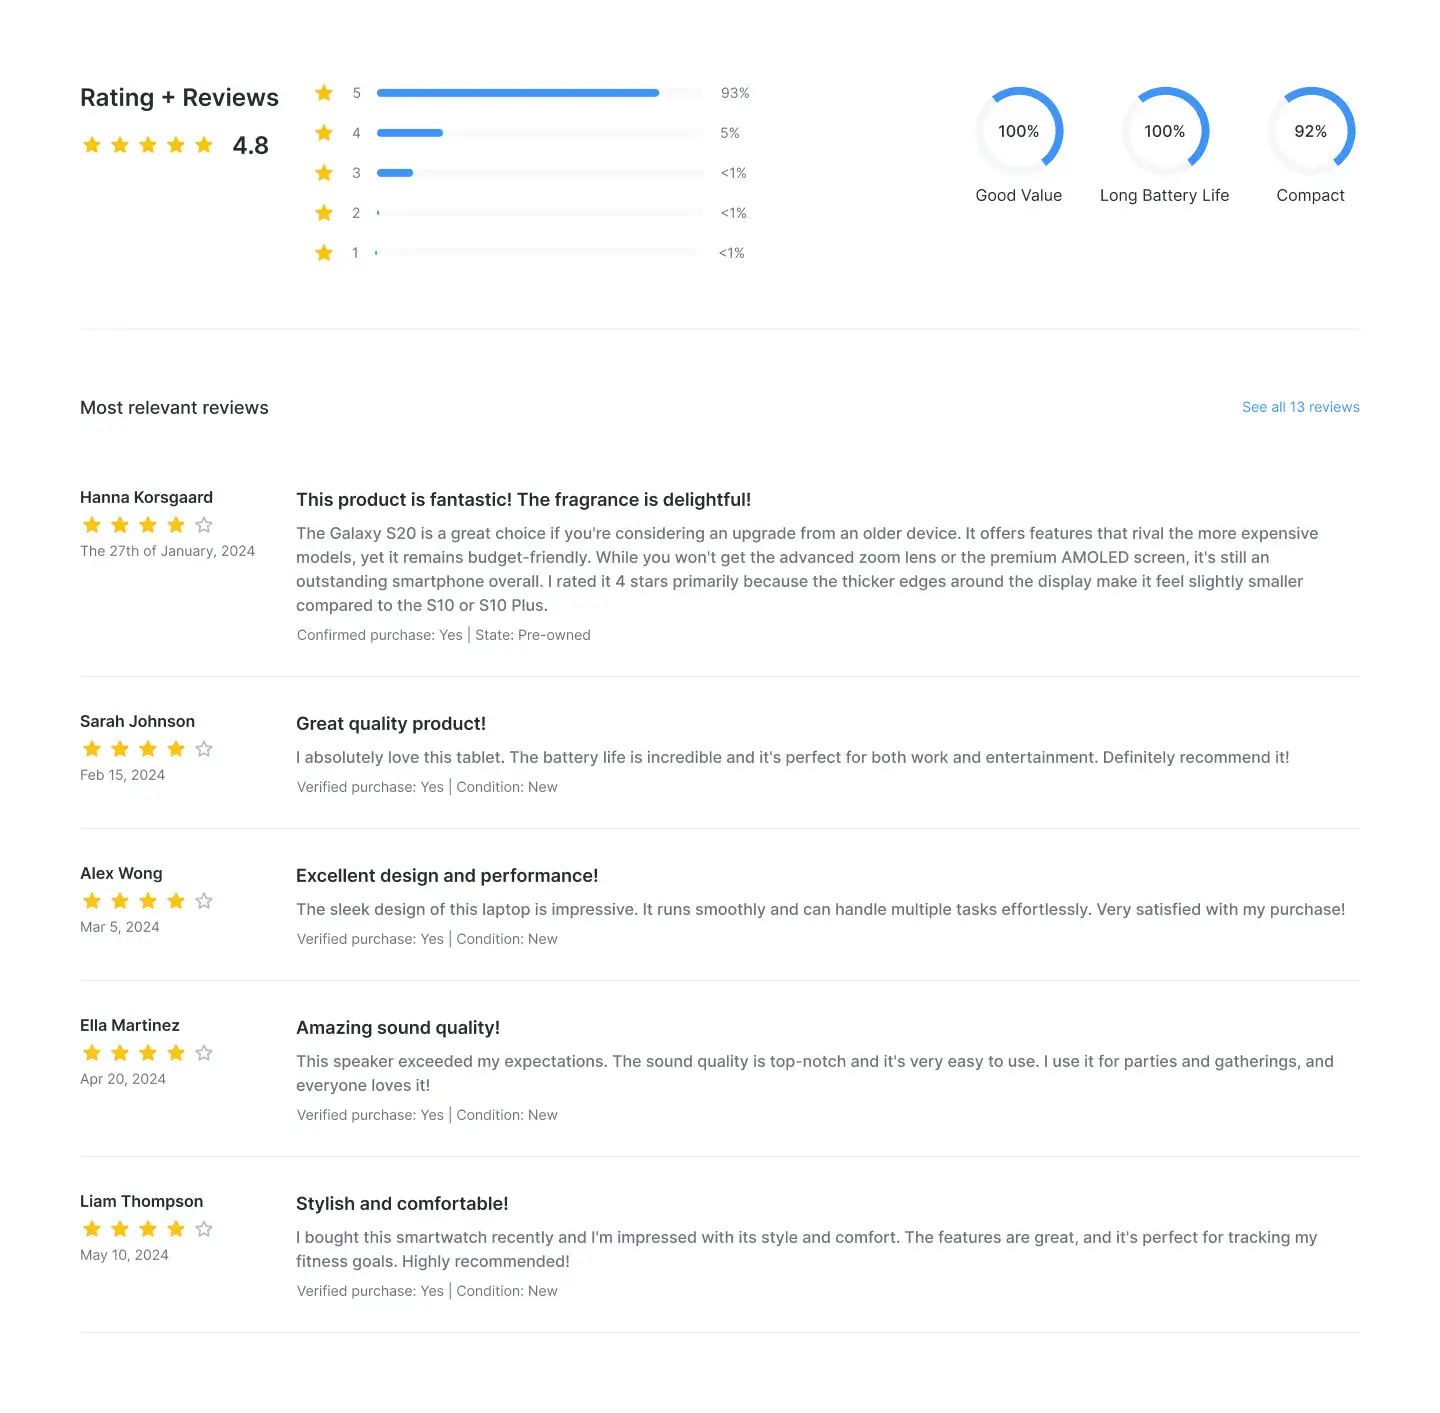 Rating + Reviews
4.8
5 93%
4 5%
3 <1%
2 <1%
1 <1%
100%
Good Value
100%
Long Battery Life
92%
Compact
Most relevant reviews
See all 13 reviews
Hanna Korsgaard
The 27th of January, 2024
This product is fantastic! The fragrance is delightful!
The Galaxy S20 is a great choice if you're considering an upgrade from an older device. It offers features that rival the more expensive
models, yet it remains budget-friendly. While you won't get the advanced zoom lens or the premium AMOLED screen, it's still an
outstanding smartphone overall. I rated it 4 stars primarily because the thicker edges around the display make it feel slightly smaller
compared to the S10 or S10 Plus.
Confirmed purchase: Yes | State: Pre-owned
Sarah Johnson
Feb 15, 2024
Great quality product!
I absolutely love this tablet. The battery life is incredible and it's perfect for both work and entertainment. Definitely recommend it!
Verified purchase: Yes | Condition: New
Alex Wong
Mar 5, 2024
Excellent design and performance!
The sleek design of this laptop is impressive. It runs smoothly and can handle multiple tasks effortlessly. Very satisfied with my purchase!
Verified purchase: Yes | Condition: New
Ella Martinez
Apr 20, 2024
Amazing sound quality!
This speaker exceeded my expectations. The sound quality is top-notch and it's very easy to use. I use it for parties and gatherings, and
everyone loves it!
Verified purchase: Yes | Condition: New
Liam Thompson
May 10, 2024
Stylish and comfortable!
I bought this smartwatch recently and I'm impressed with its style and comfort. The features are great, and it's perfect for tracking my
fitness goals. Highly recommended!
Verified purchase: Yes | Condition: New